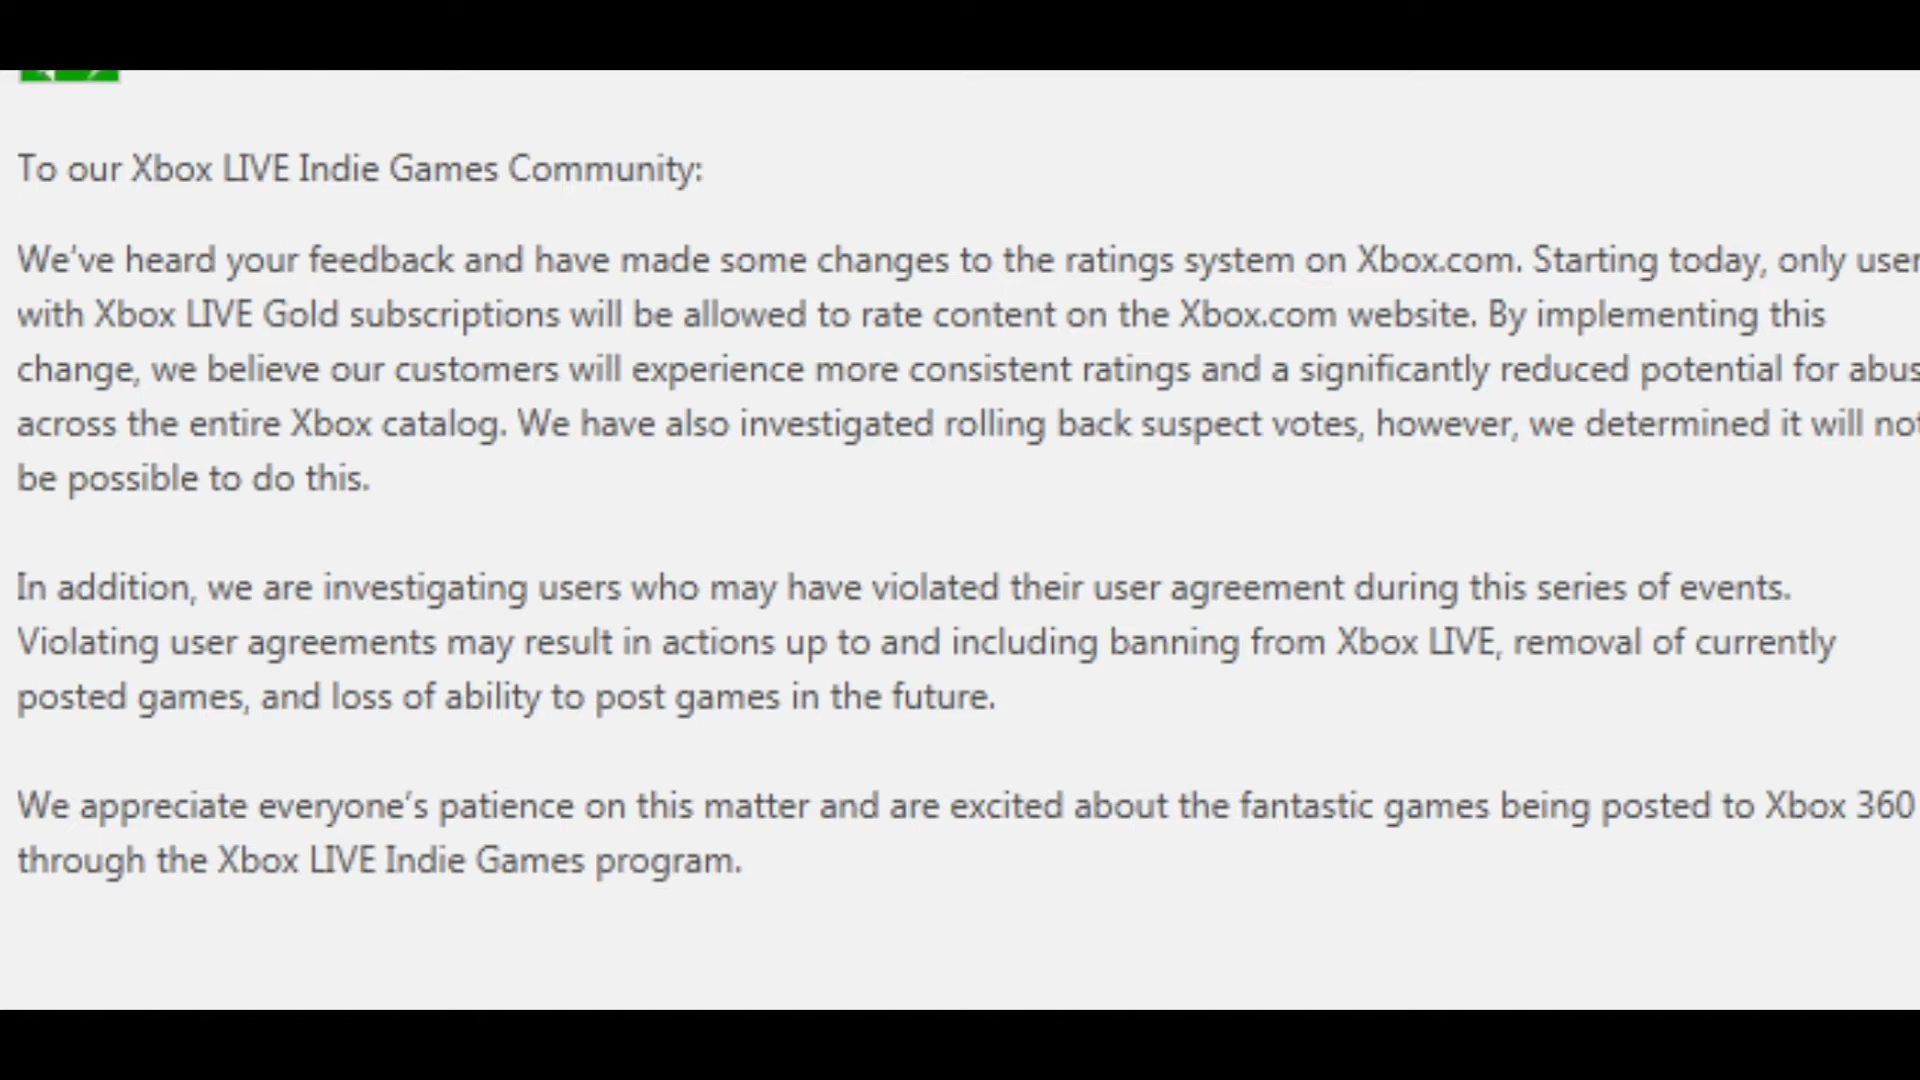 To our Xbox LIVE Indie Games Community:
We've heard your feedback and have made some changes to the ratings system on Xbox.com. Starting today, only user
with Xbox LIVE Gold subscriptions will be allowed to rate content on the Xbox.com website. By implementing this
change, we believe our customers will experience more consistent ratings and a significantly reduced potential for abus
across the entire Xbox catalog. We have also investigated rolling back suspect votes, however, we determined it will not
be possible to do this.
In addition, we are investigating users who may have violated their user agreement during this series of events.
Violating user agreements may result in actions up to and including banning from Xbox LIVE, removal of currently
posted games, and loss of ability to post games in the future.
We appreciate everyone's patience on this matter and are excited about the fantastic games being posted to Xbox 360
through the Xbox LIVE Indie Games program.